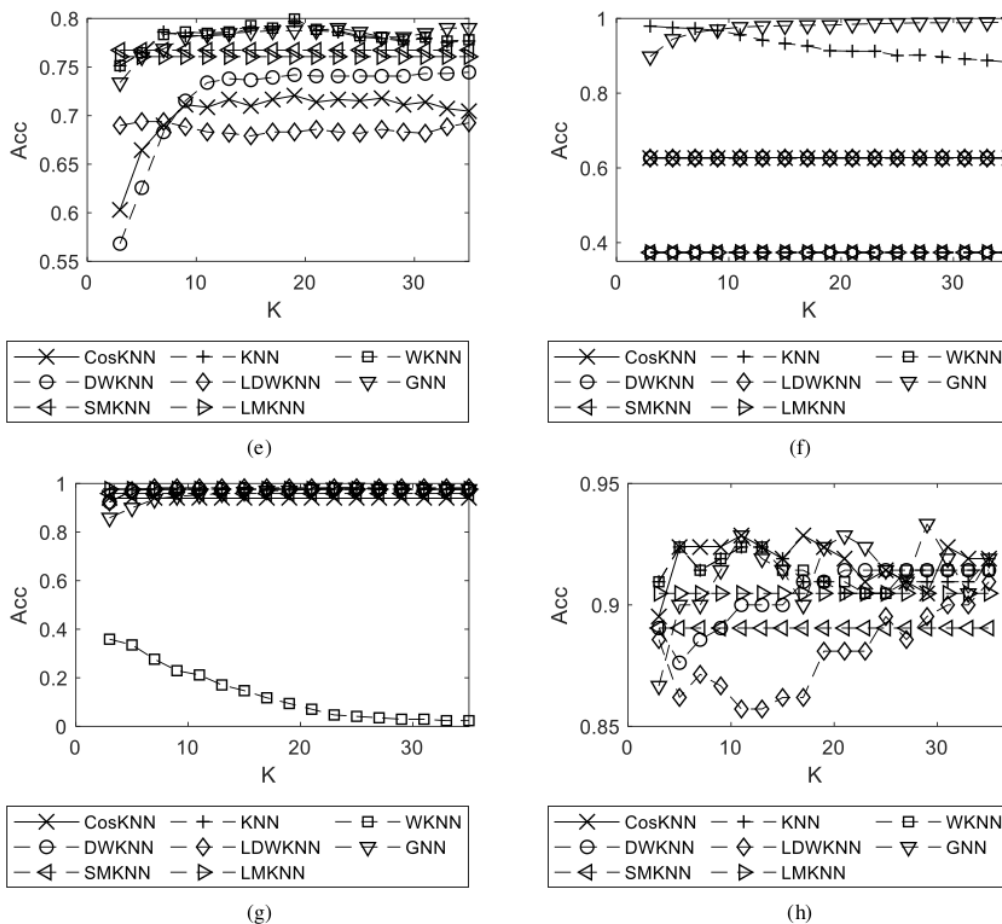 0.8
0.75
0.7
0.65
0.6
0.55
Acc
0 10 20 30
K
CosKNN KNN WKNN
DWKNN LDWKNN GNN
SMKNN LMKNN
(e)
1
0.8
0.6
0.4
Acc
0 10 20 30
K
CosKNN KNN WKNN
DWKNN LDWKNN GNN
SMKNN LMKNN
(f)
1
0.8
0.6
0.4
0.2
0
Acc
0 10 20 30
K
CosKNN KNN WKNN
DWKNN LDWKNN GNN
SMKNN LMKNN
(g)
0.95
0.9
0.85
Acc
0 10 20 30
K
CosKNN KNN WKNN
DWKNN LDWKNN GNN
SMKNN LMKNN
(h)